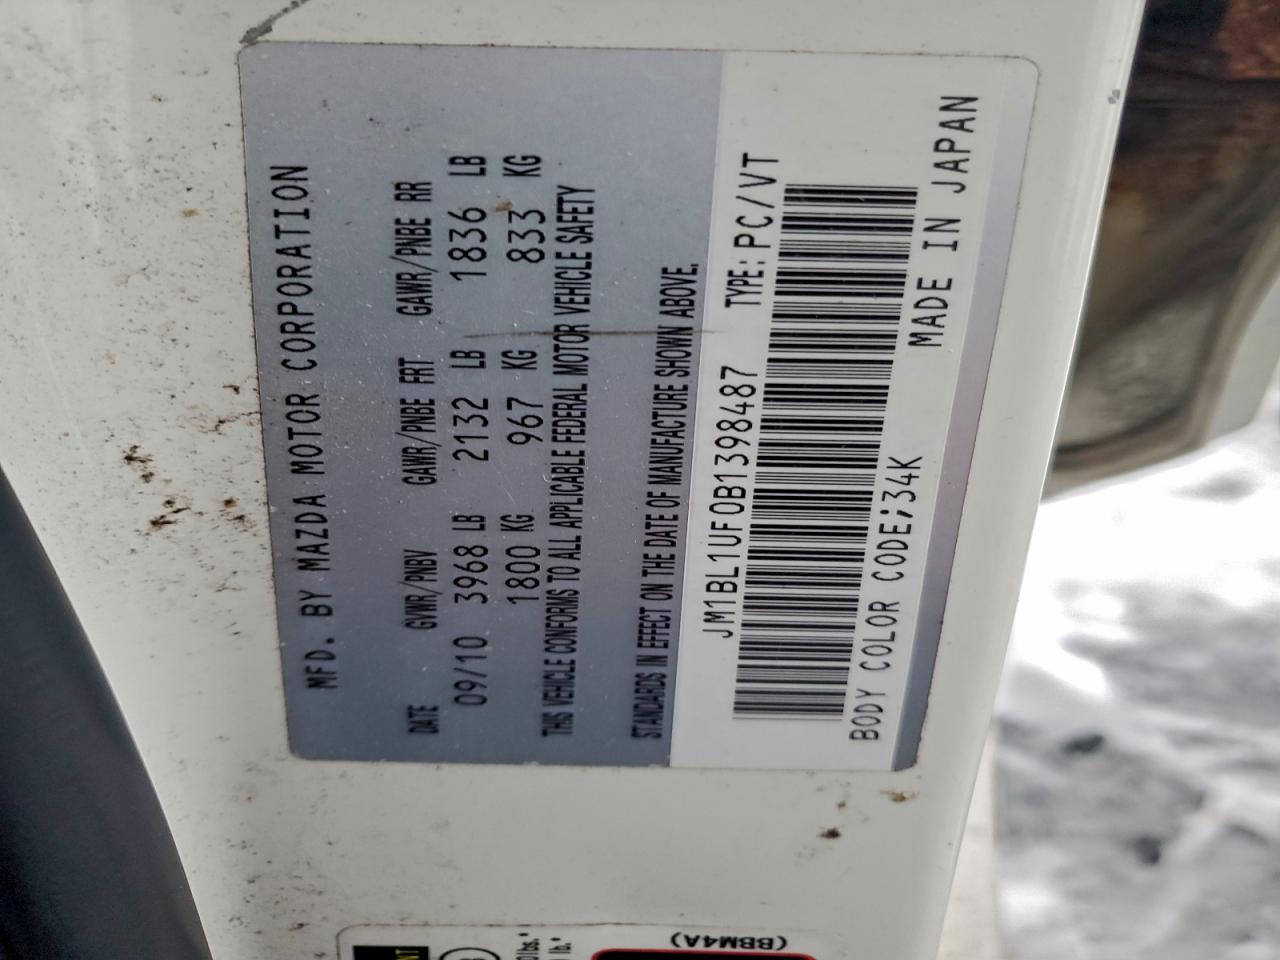 MFD. BY MAZDA MOTOR CORPORATION
DATE GVWR/PNBV GAWR/PNBE FRT GAWR/PNBE RR
09/10 3968 LB 2132 LB 1836 LB
1800 KG 967 KG 833 KG
THIS VEHICLE CONFORMS TO ALL APPLICABLE FEDERAL MOTOR VEHICLE SAFETY
STANDARDS IN EFFECT ON THE DATE OF MANUFACTURE SHOWN ABOVE.
JM1BL1UF0B1398487 TYPE: PC/VT
BODY COLOR CODE;34K MADE IN JAPAN
(BBM4A)